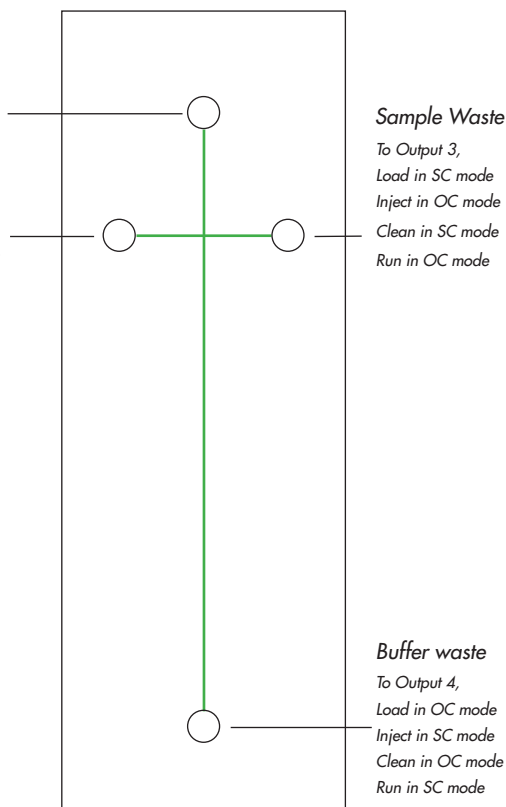 Sample Waste
To Output 3,
Load in SC mode
Inject in OC mode
Clean in SC mode
Run in OC mode
Buffer waste
To Output 4,
Load in OC mode
Inject in SC mode
Clean in OC mode
Run in SC mode